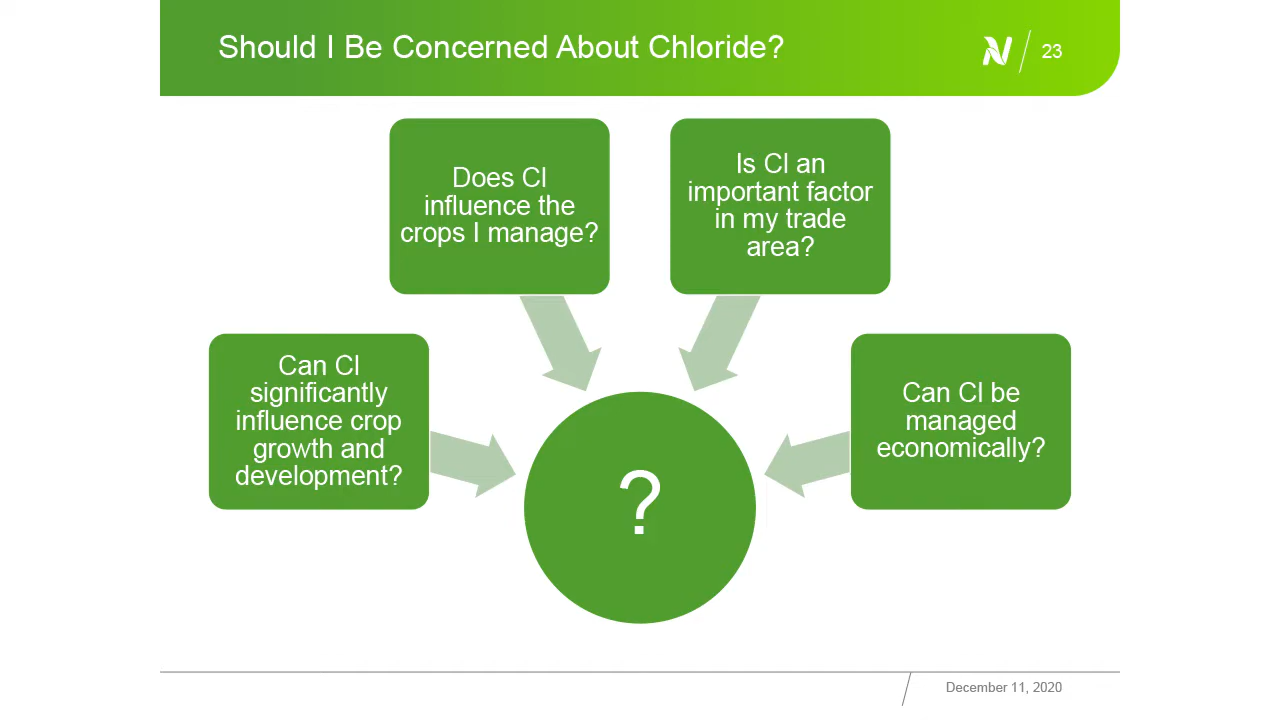 Should I Be Concerned About Chloride?
23
Does Cl
influence the
crops I manage?
Is Cl an
important factor
in my trade
area?
Can Cl
significantly
influence crop
growth and
development?
Can Cl be
managed
economically?
?
December 11, 2020